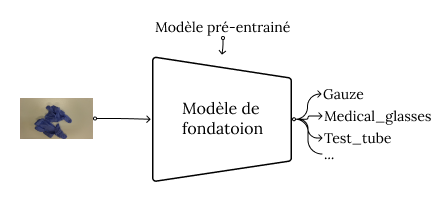 Modèle pré-entrainé
Modèle de
fondatoion
Gauze
Medical_glasses
Test_tube
...